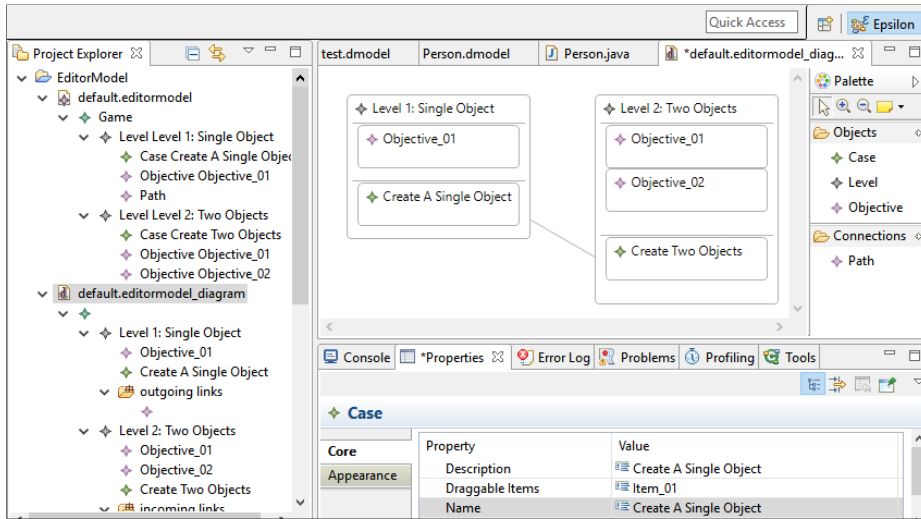 Quick Access
Epsilon
Project Explorer
EditorModel
default.editormodel
Game
Level Level 1: Single Object
Case Create A Single Objec
Objective Objective_01
Path
Level Level 2: Two Objects
Case Create Two Objects
Objective Objective_01
Objective Objective_02
default.editormodel_diagram
Level 1: Single Object
Objective_01
Create A Single Object
outgoing links
Level 2: Two Objects
Objective_01
Objective_02
Create Two Objects
incoming links
test.dmodel
Person.dmodel
Person.java
*default.editormodel_diag...
Level 1: Single Object
Objective_01
Create A Single Object
Level 2: Two Objects
Objective_01
Objective_02
Create Two Objects
Palette
Objects
Case
Level
Objective
Connections
Path
Console
*Properties
Error Log
Problems
Profiling
Tools
Case
Core
Appearance
Property Value
Description Create A Single Object
Draggable Items Item_01
Name Create A Single Object